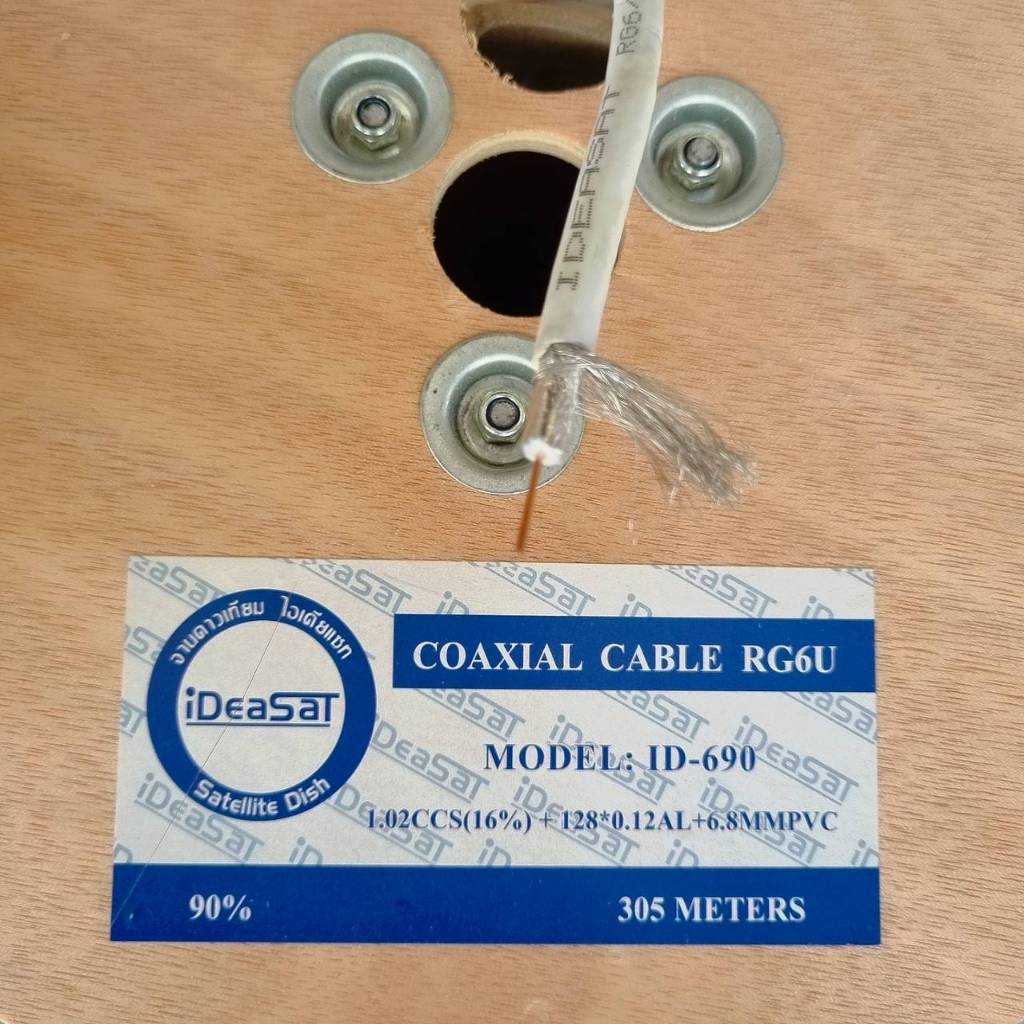 RG6/
IDEASAT
จานดาวเทียม ไอเดียแซท
iDeaSaT
Satellite Dish
COAXIAL CABLE RG6U
MODEL: ID-690
1.02CCS(16%) + 128*0.12AL+6.8MMPVC
90%
305 METERS